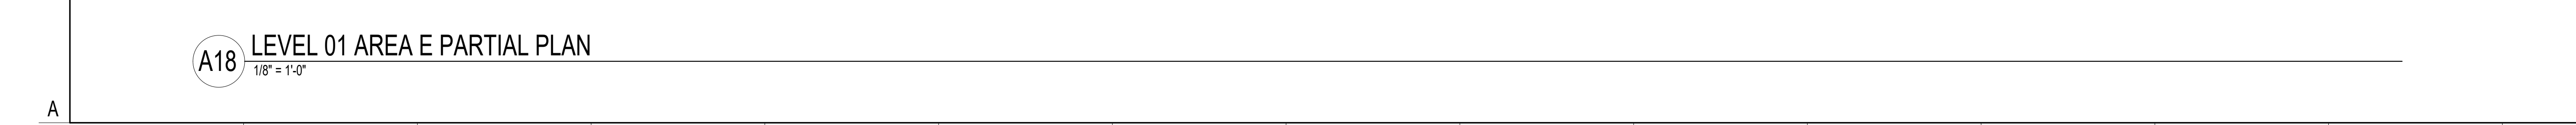 A18
LEVEL 01 AREA E PARTIAL PLAN
1/8" = 1'-0"
A